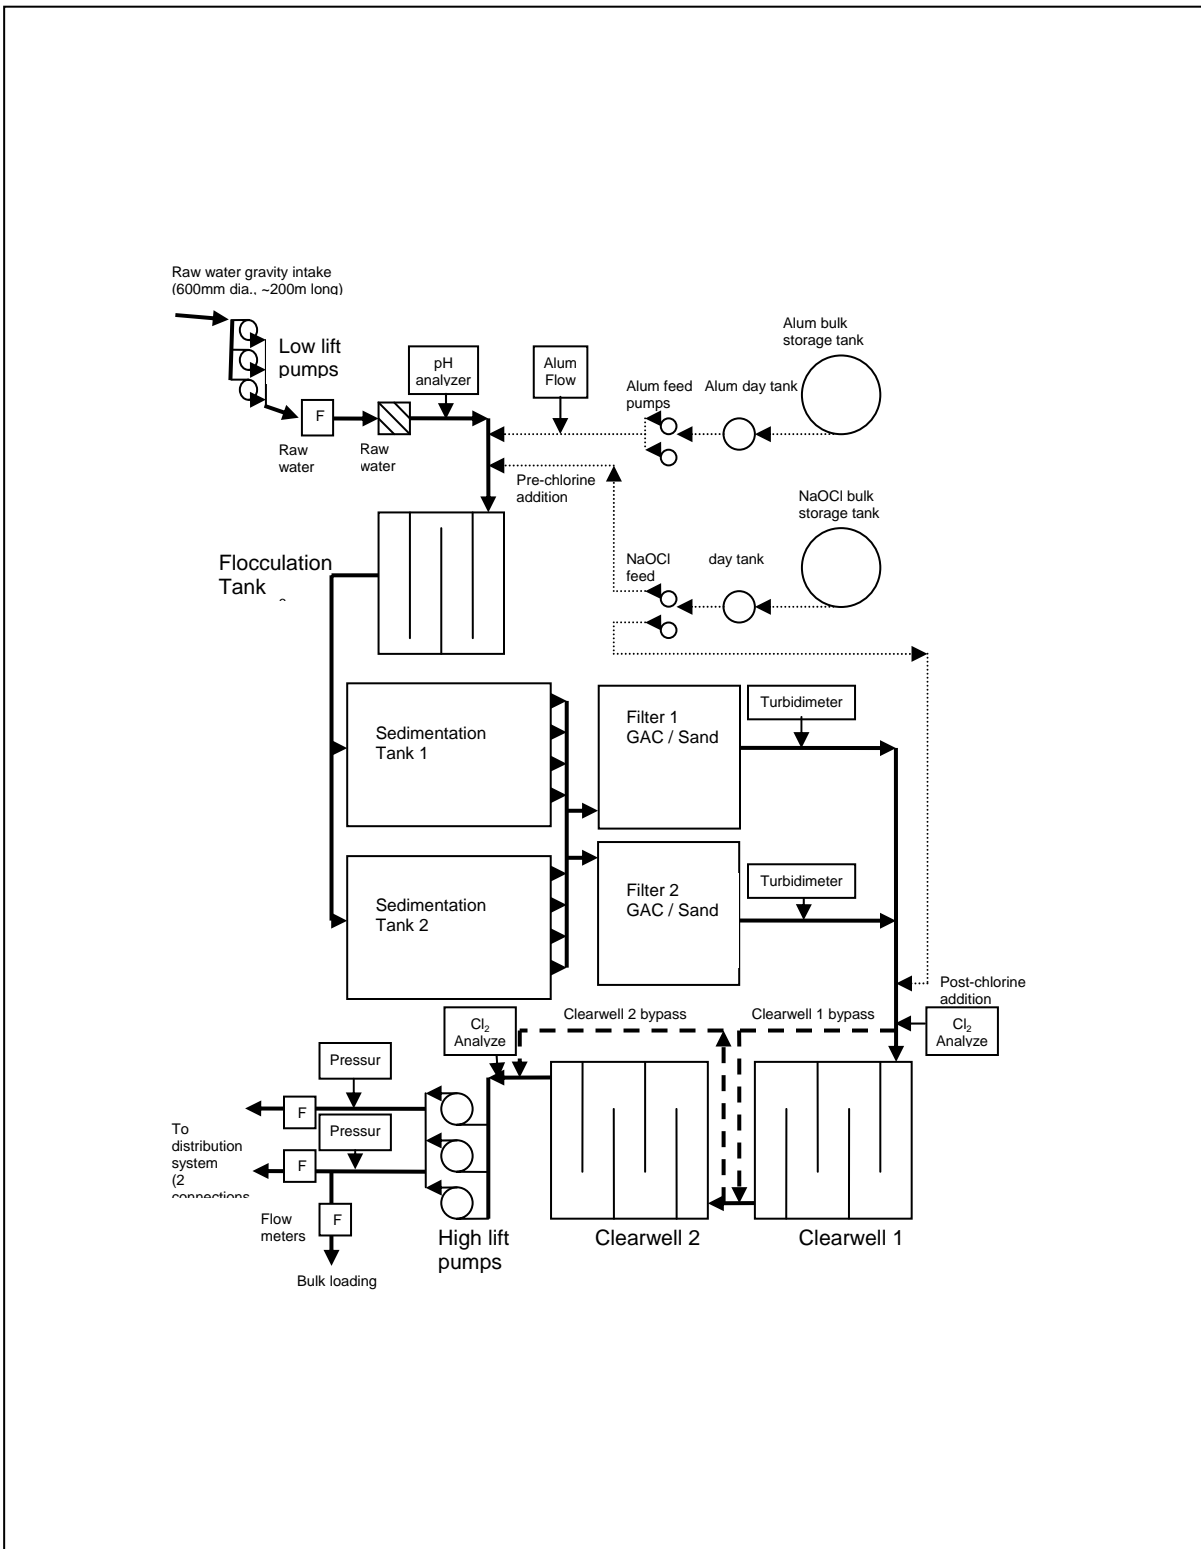 Raw water gravity intake
(600mm dia., ~200m long)
Low lift
pumps
pH
analyzer
Alum
Flow
Alum feed
pumps
Alum day tank
Alum bulk
storage tank
F
Raw
water
Raw
water
Pre-chlorine
addition
NaOCl bulk
storage tank
NaOCl
feed
day tank
Flocculation
Tank
Sedimentation
Tank 1
Filter 1
GAC / Sand
Turbidimeter
Sedimentation
Tank 2
Filter 2
GAC / Sand
Turbidimeter
Post-chlorine
addition
Cl₂
Analyze
Clearwell 2 bypass
Clearwell 1 bypass
Cl₂
Analyze
Pressur
F
Pressur
F
To
distribution
system
(2
connections
Flow
meters
F
Bulk loading
High lift
pumps
Clearwell 2
Clearwell 1